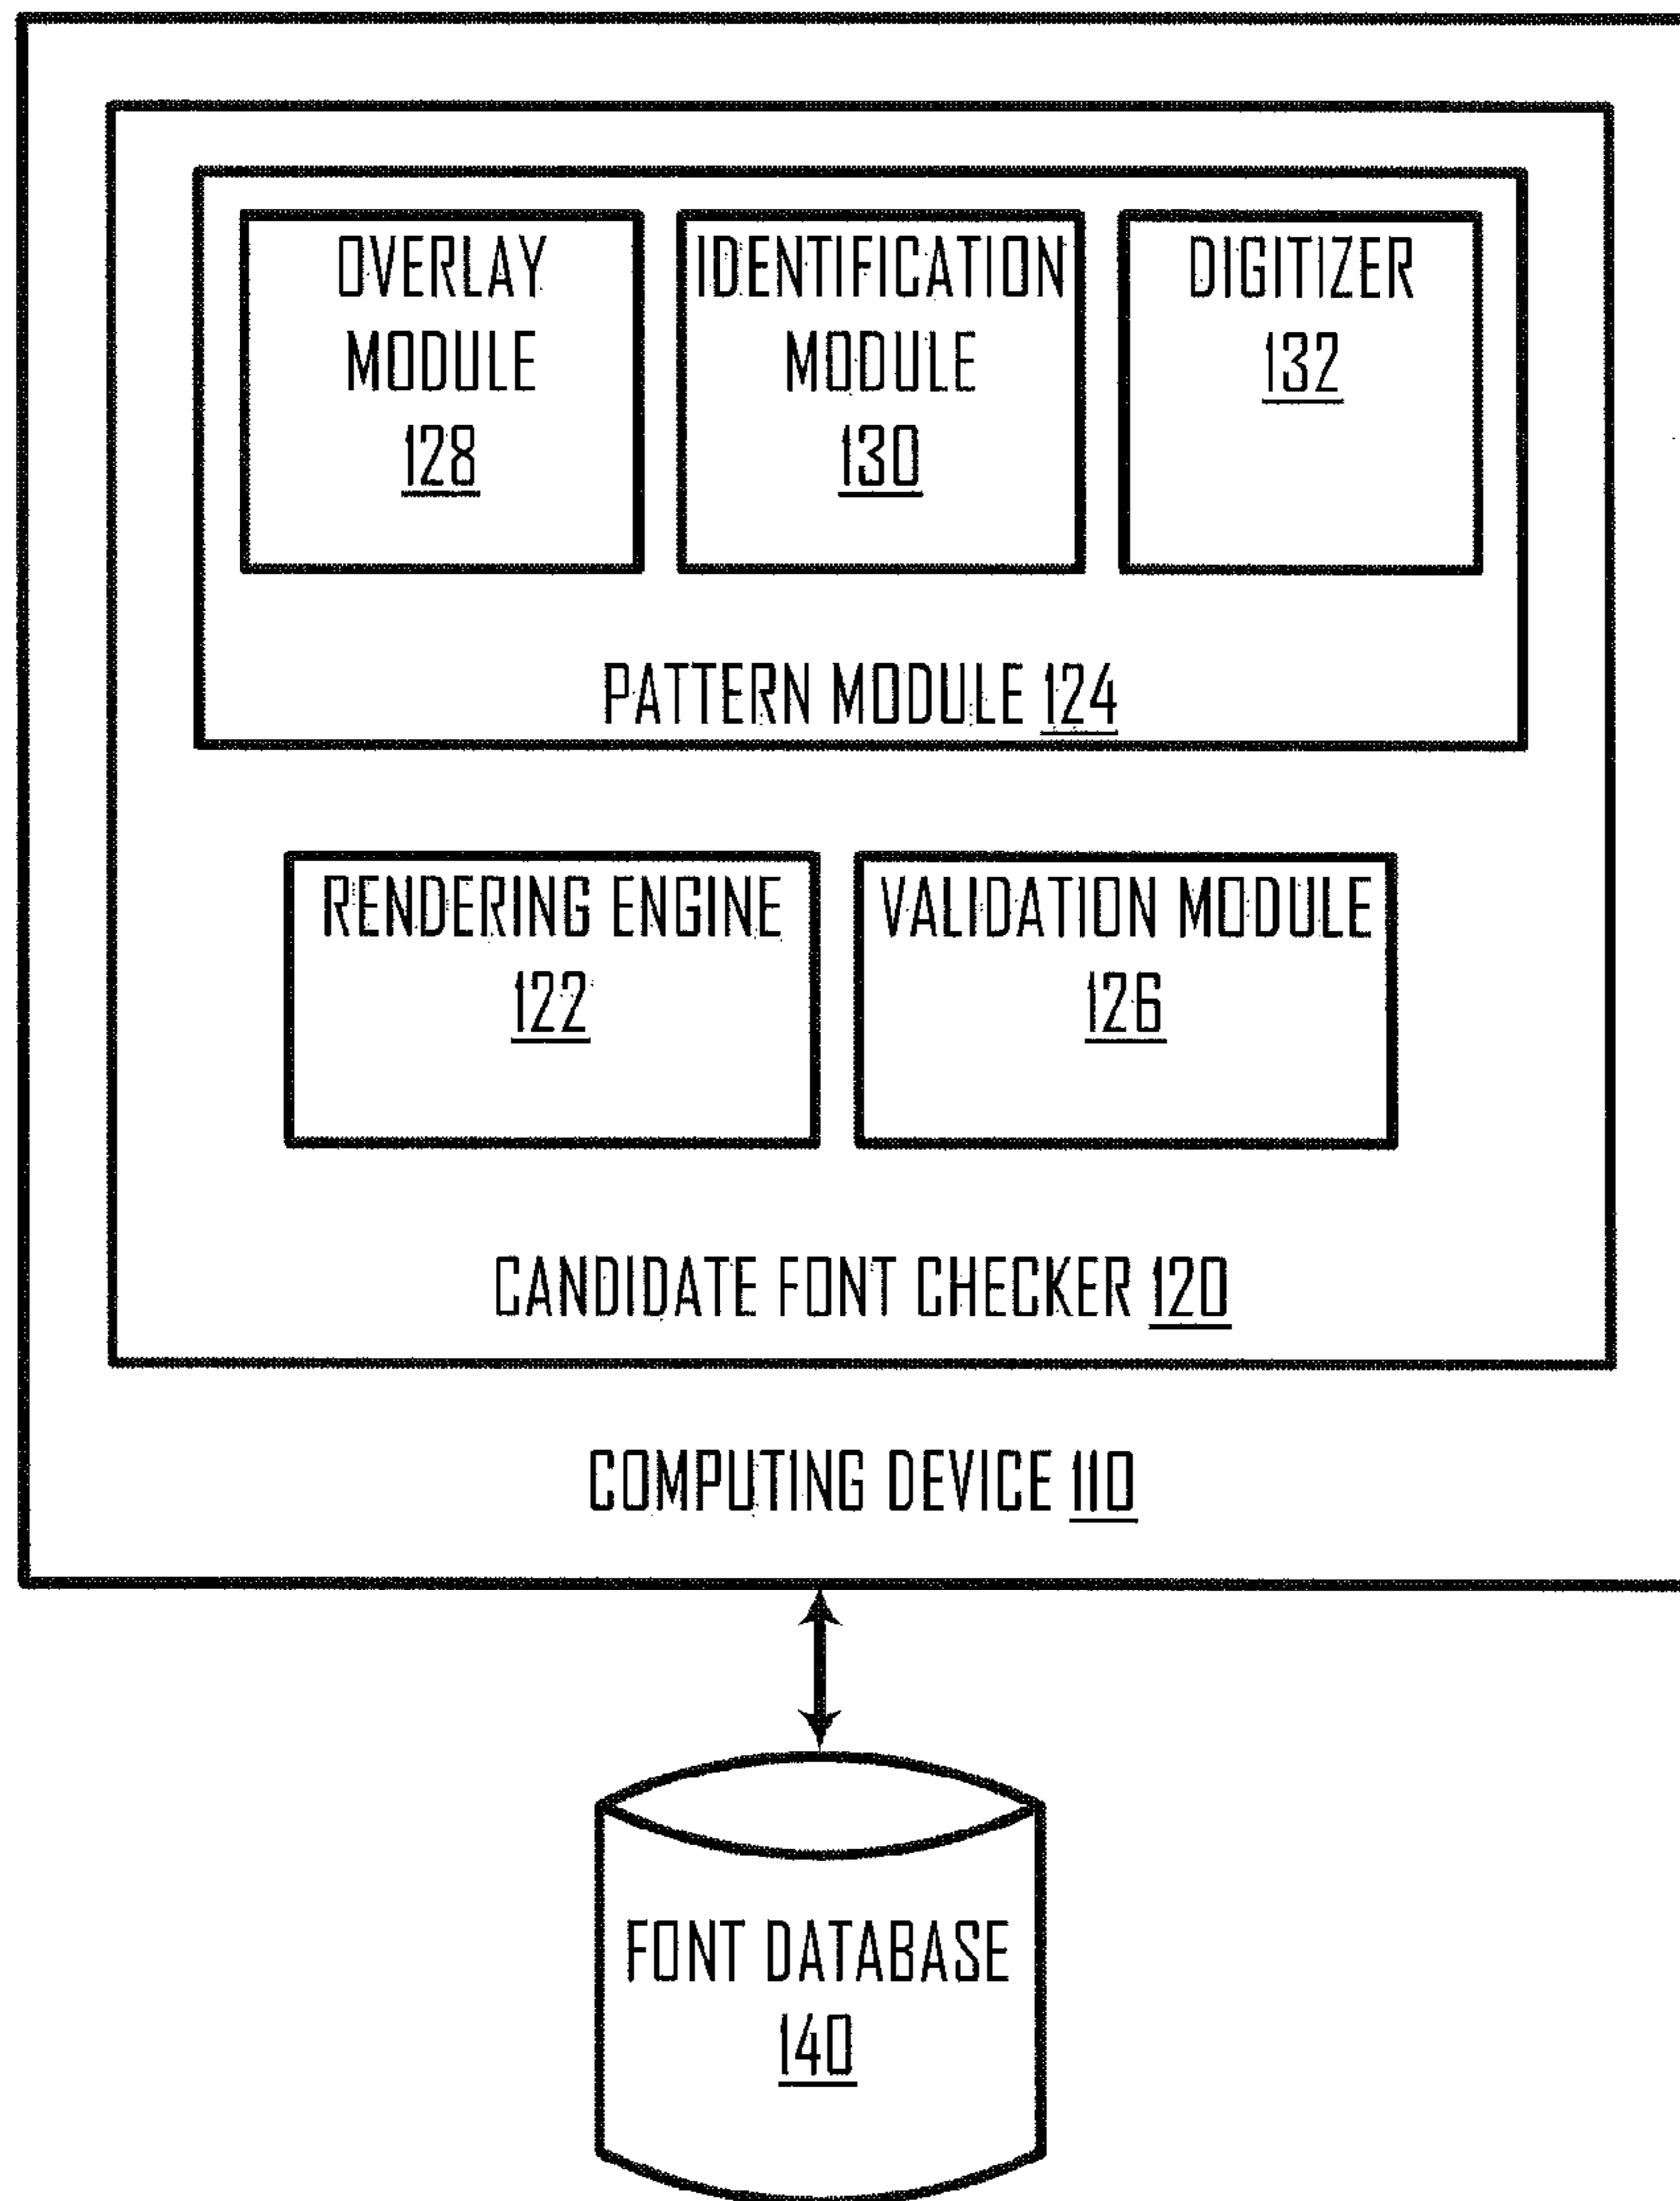 OVERLAY
MODULE
128
IDENTIFICATION
MODULE
130
DIGITIZER
132
PATTERN MODULE 124
RENDERING ENGINE
122
VALIDATION MODULE
126
CANDIDATE FONT CHECKER 120
COMPUTING DEVICE 110
FONT DATABASE
140